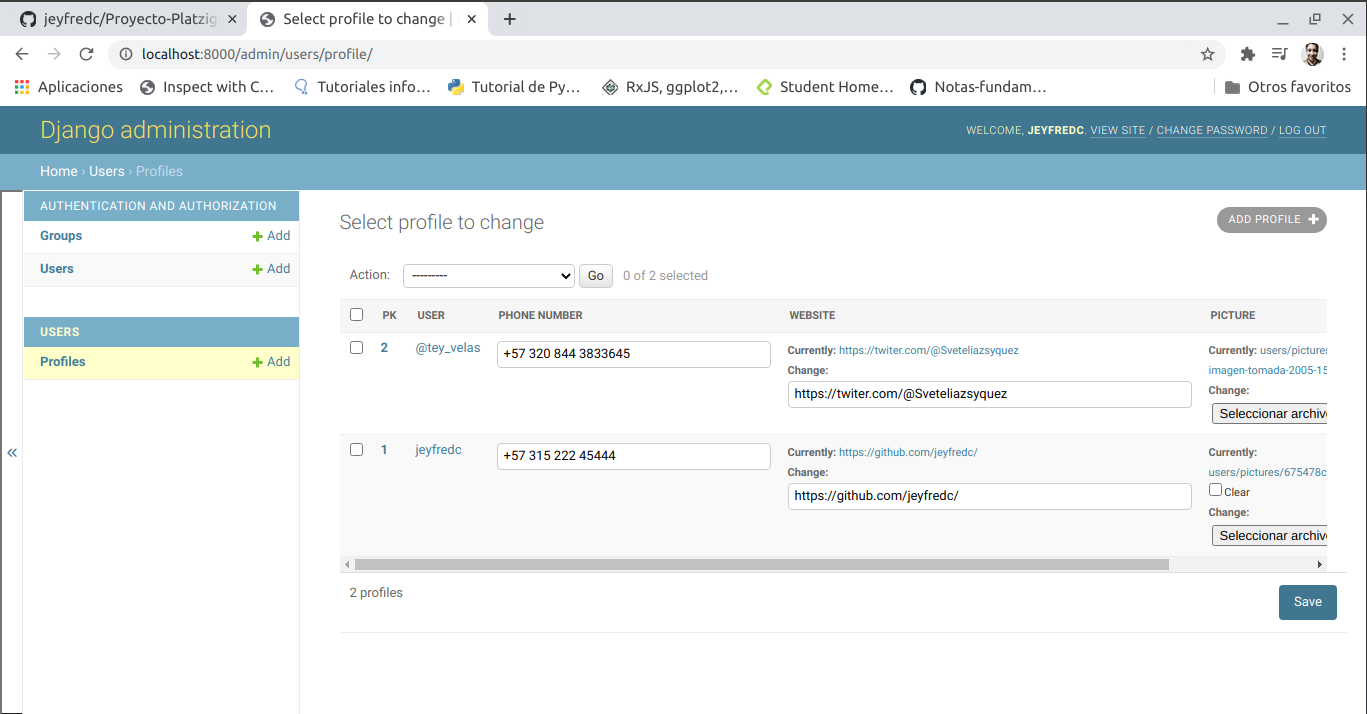 jeyfredc/Proyecto-Platzig
Select profile to change |
localhost:8000/admin/users/profile/
Aplicaciones
Inspect with C...
Tutoriales info...
Tutorial de Py...
RxJS, ggplot2,...
Student Home...
Notas-fundam...
Otros favoritos
Django administration
WELCOME, JEYFREDC. VIEW SITE / CHANGE PASSWORD / LOG OUT
Home › Users › Profiles
AUTHENTICATION AND AUTHORIZATION
Groups
Add
Users
Add
USERS
Profiles
Add
«
Select profile to change
ADD PROFILE +
Action:
---------
Go
0 of 2 selected
PK USER PHONE NUMBER WEBSITE PICTURE
2
@tey_velas
+57 320 844 3833645
Currently: https://twiter.com/@Sveteliazsyquez
Change:
https://twiter.com/@Sveteliazsyquez
Currently: users/pictures
imagen-tomada-2005-15
Change:
Seleccionar archivo
1
jeyfredc
+57 315 222 45444
Currently: https://github.com/jeyfredc/
Change:
https://github.com/jeyfredc/
Currently:
users/pictures/675478c
Clear
Change:
Seleccionar archivo
2 profiles
Save